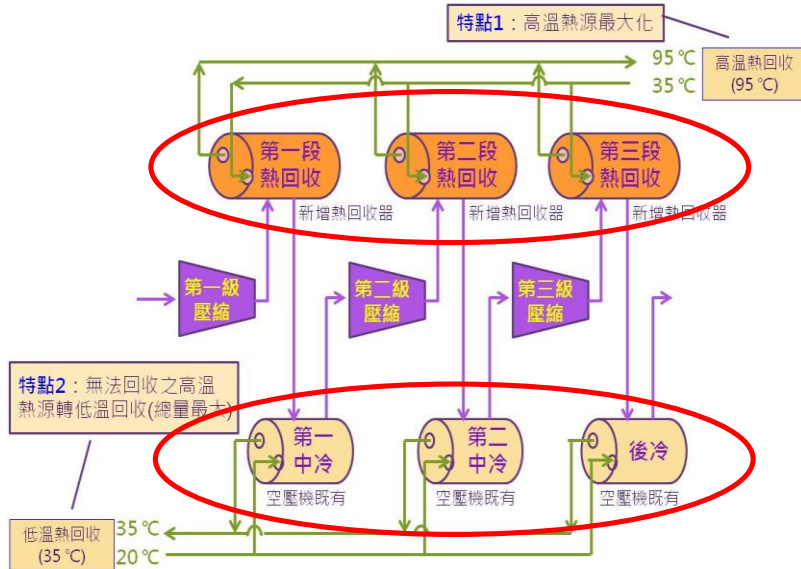 特點1：高溫熱源最大化
95℃
35℃
高溫熱回收
(95℃)
第一段
熱回收
第二段
熱回收
第三段
熱回收
新增熱回收器
新增熱回收器
新增熱回收器
第一級
壓縮
第二級
壓縮
第三級
壓縮
特點2：無法回收之高溫
熱源轉低溫回收(總量最大)
第一
中冷
第二
中冷
後冷
空壓機既有
空壓機既有
空壓機既有
低溫熱回收
(35℃)
35℃
20℃